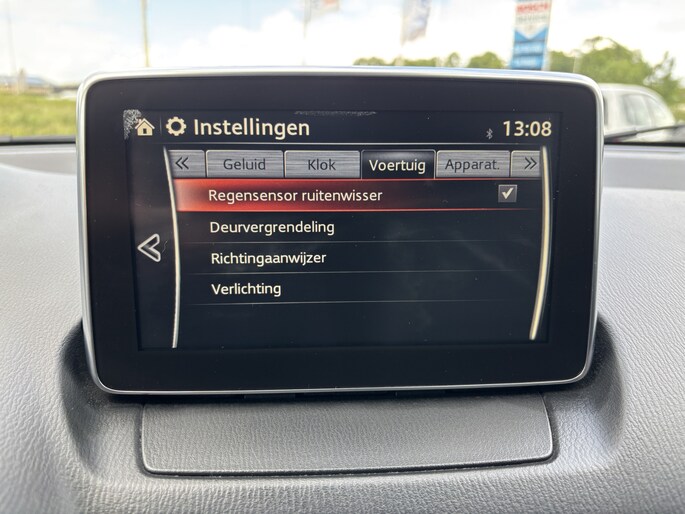 Instellingen 13:08
Geluid Klok Voertuig Apparat.
Regensensor ruitenwisser
Deurvergrendeling
Richtingaanwijzer
Verlichting